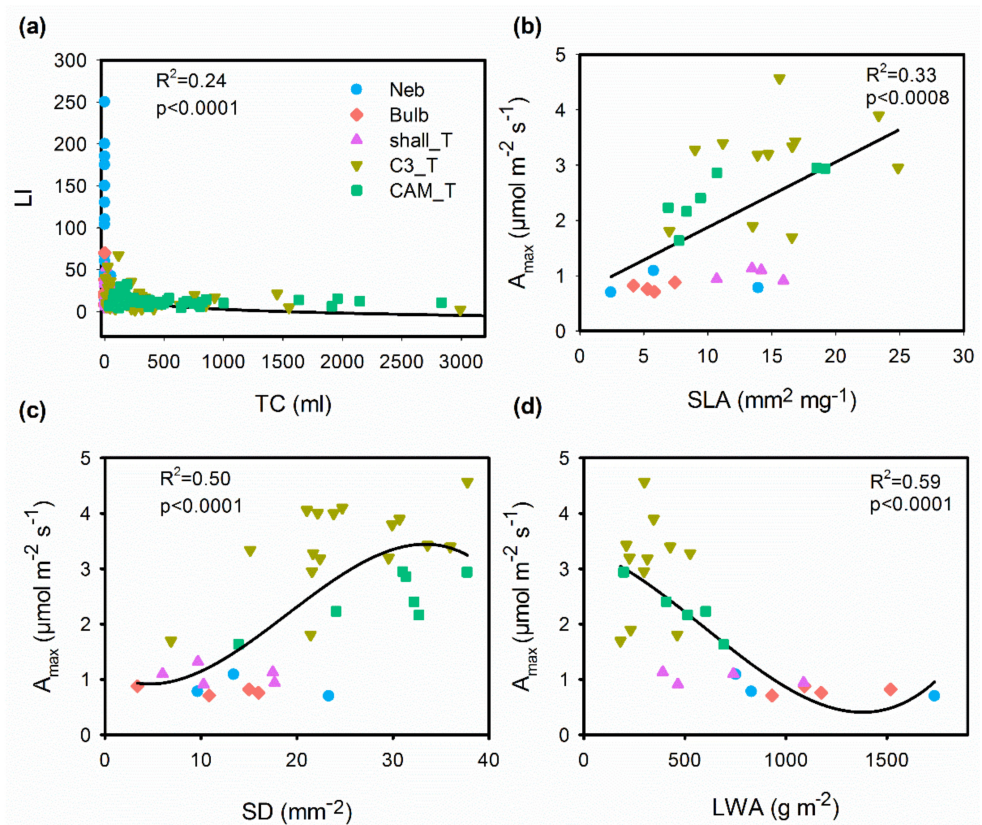 (a)
300
250
200
150
100
50
0
LI
R²=0.24
p<0.0001
Neb
Bulb
shall_T
C3_T
CAM_T
0 500 1000 1500 2000 2500 3000
TC (ml)
(b)
5
4
3
2
1
0
Amax (µmol m⁻² s⁻¹)
R²=0.33
p<0.0008
0 5 10 15 20 25 30
SLA (mm² mg⁻¹)
(c)
5
4
3
2
1
0
Amax (µmol m⁻² s⁻¹)
R²=0.50
p<0.0001
0 10 20 30 40
SD (mm⁻²)
(d)
5
4
3
2
1
0
Amax (µmol m⁻² s⁻¹)
R²=0.59
p<0.0001
0 500 1000 1500
LWA (g m⁻²)